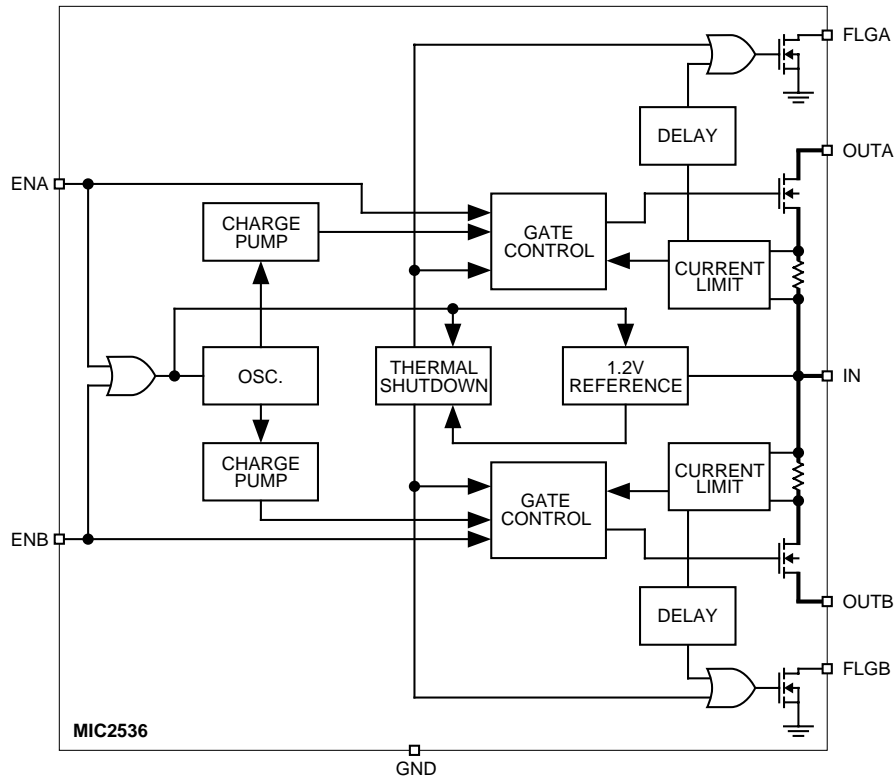 FLGA
DELAY
OUTA
ENA
CHARGE
PUMP
GATE
CONTROL
CURRENT
LIMIT
OSC.
THERMAL
SHUTDOWN
1.2V
REFERENCE
IN
CHARGE
PUMP
GATE
CONTROL
CURRENT
LIMIT
ENB
OUTB
DELAY
FLGB
MIC2536
GND